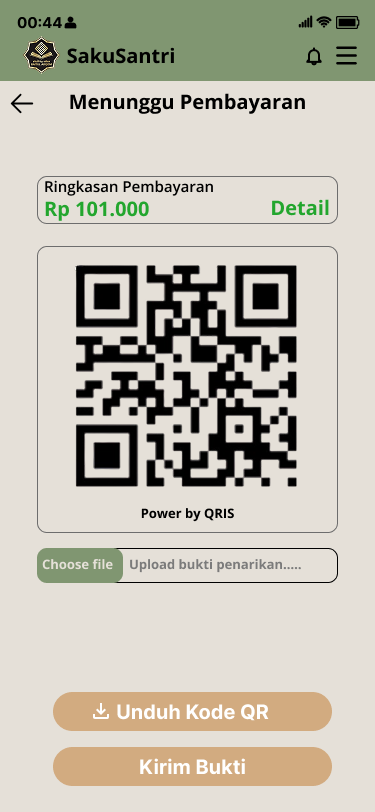 00:44
SakuSantri
Menunggu Pembayaran
Ringkasan Pembayaran
Rp 101.000
Detail
Power by QRIS
Choose file
Upload bukti penarikan.....
Unduh Kode QR
Kirim Bukti